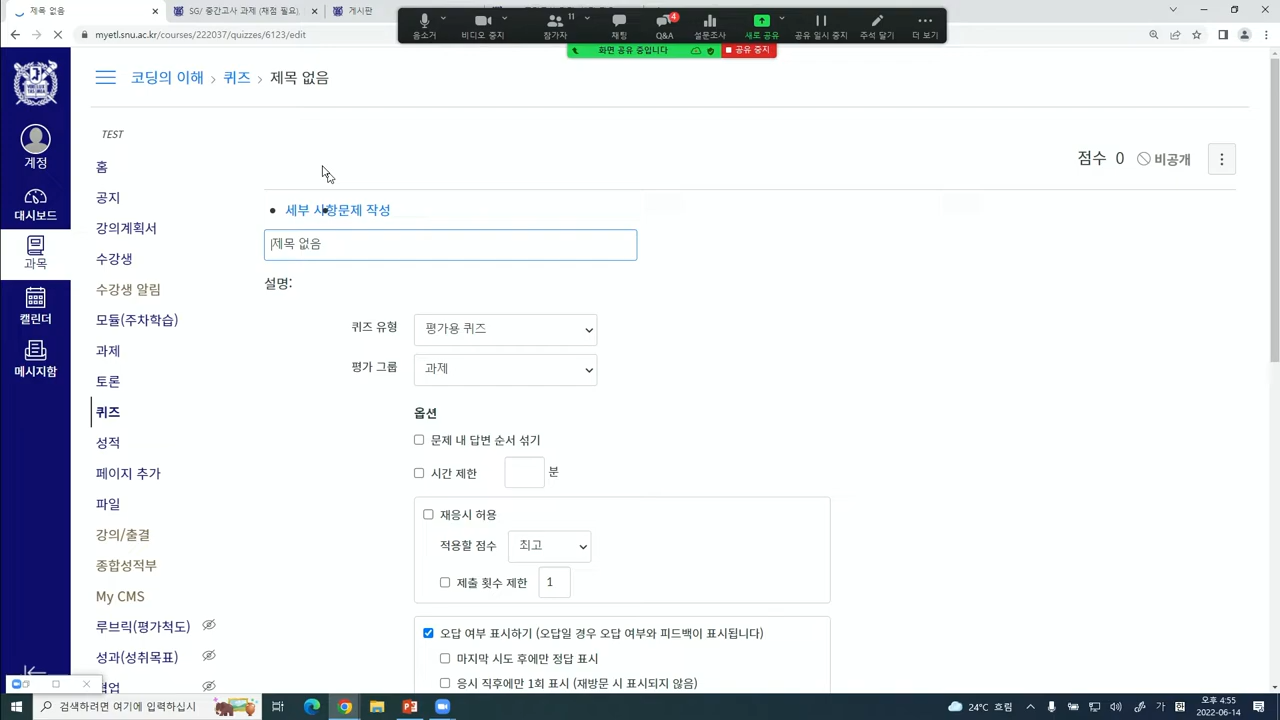 제목 없음
SG/ 중간고사 과제 (채점 필요).
게시판
myetl.snu.ac.kr/courses/222037/quizzes/6123/edit
음소거
비디오 중지
11
참가자
채팅
4
Q&A
설문조사
새로 공유
공유 일시 중지
주석 달기
더 보기
화면 공유 중입니다
공유 중지
코딩의 이해 › 퀴즈 › 제목 없음
계정
대시보드
과목
캘린더
메시지함
TEST
홈
공지
강의계획서
수강생
수강생 알림
모듈(주차학습)
과제
토론
퀴즈
성적
페이지 추가
파일
강의/출결
종합성적부
My CMS
루브릭(평가척도)
성과(성취목표)
협업
점수 0 비공개
세부 사항문제 작성
제목 없음
설명:
퀴즈 유형 평가용 퀴즈
평가 그룹 과제
옵션
문제 내 답변 순서 섞기
시간 제한 분
재응시 허용
적용할 점수 최고
제출 횟수 제한 1
오답 여부 표시하기 (오답일 경우 오답 여부와 피드백이 표시됩니다)
마지막 시도 후에만 정답 표시
응시 직후에만 1회 표시 (재방문 시 표시되지 않음)
검색하려면 여기에 입력하십시
24°C 흐림
가
한
오후 4:55
2022-06-14